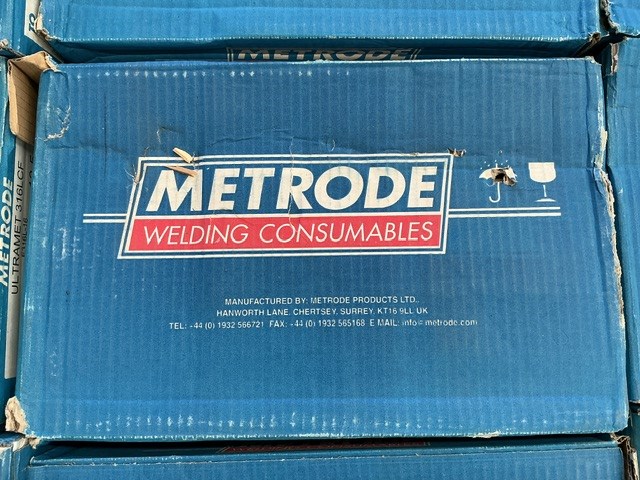 METRODE
METRODE
WELDING CONSUMABLES
MANUFACTURED BY: METRODE PRODUCTS LTD.
HANWORTH LANE, CHERTSEY, SURREY, KT16 9LL UK
TEL: +44 (0) 1932 566721 FAX: +44 (0) 1932 565168 E MAIL: info@metrode.com
METRODE
ULTRAMET 316LCF